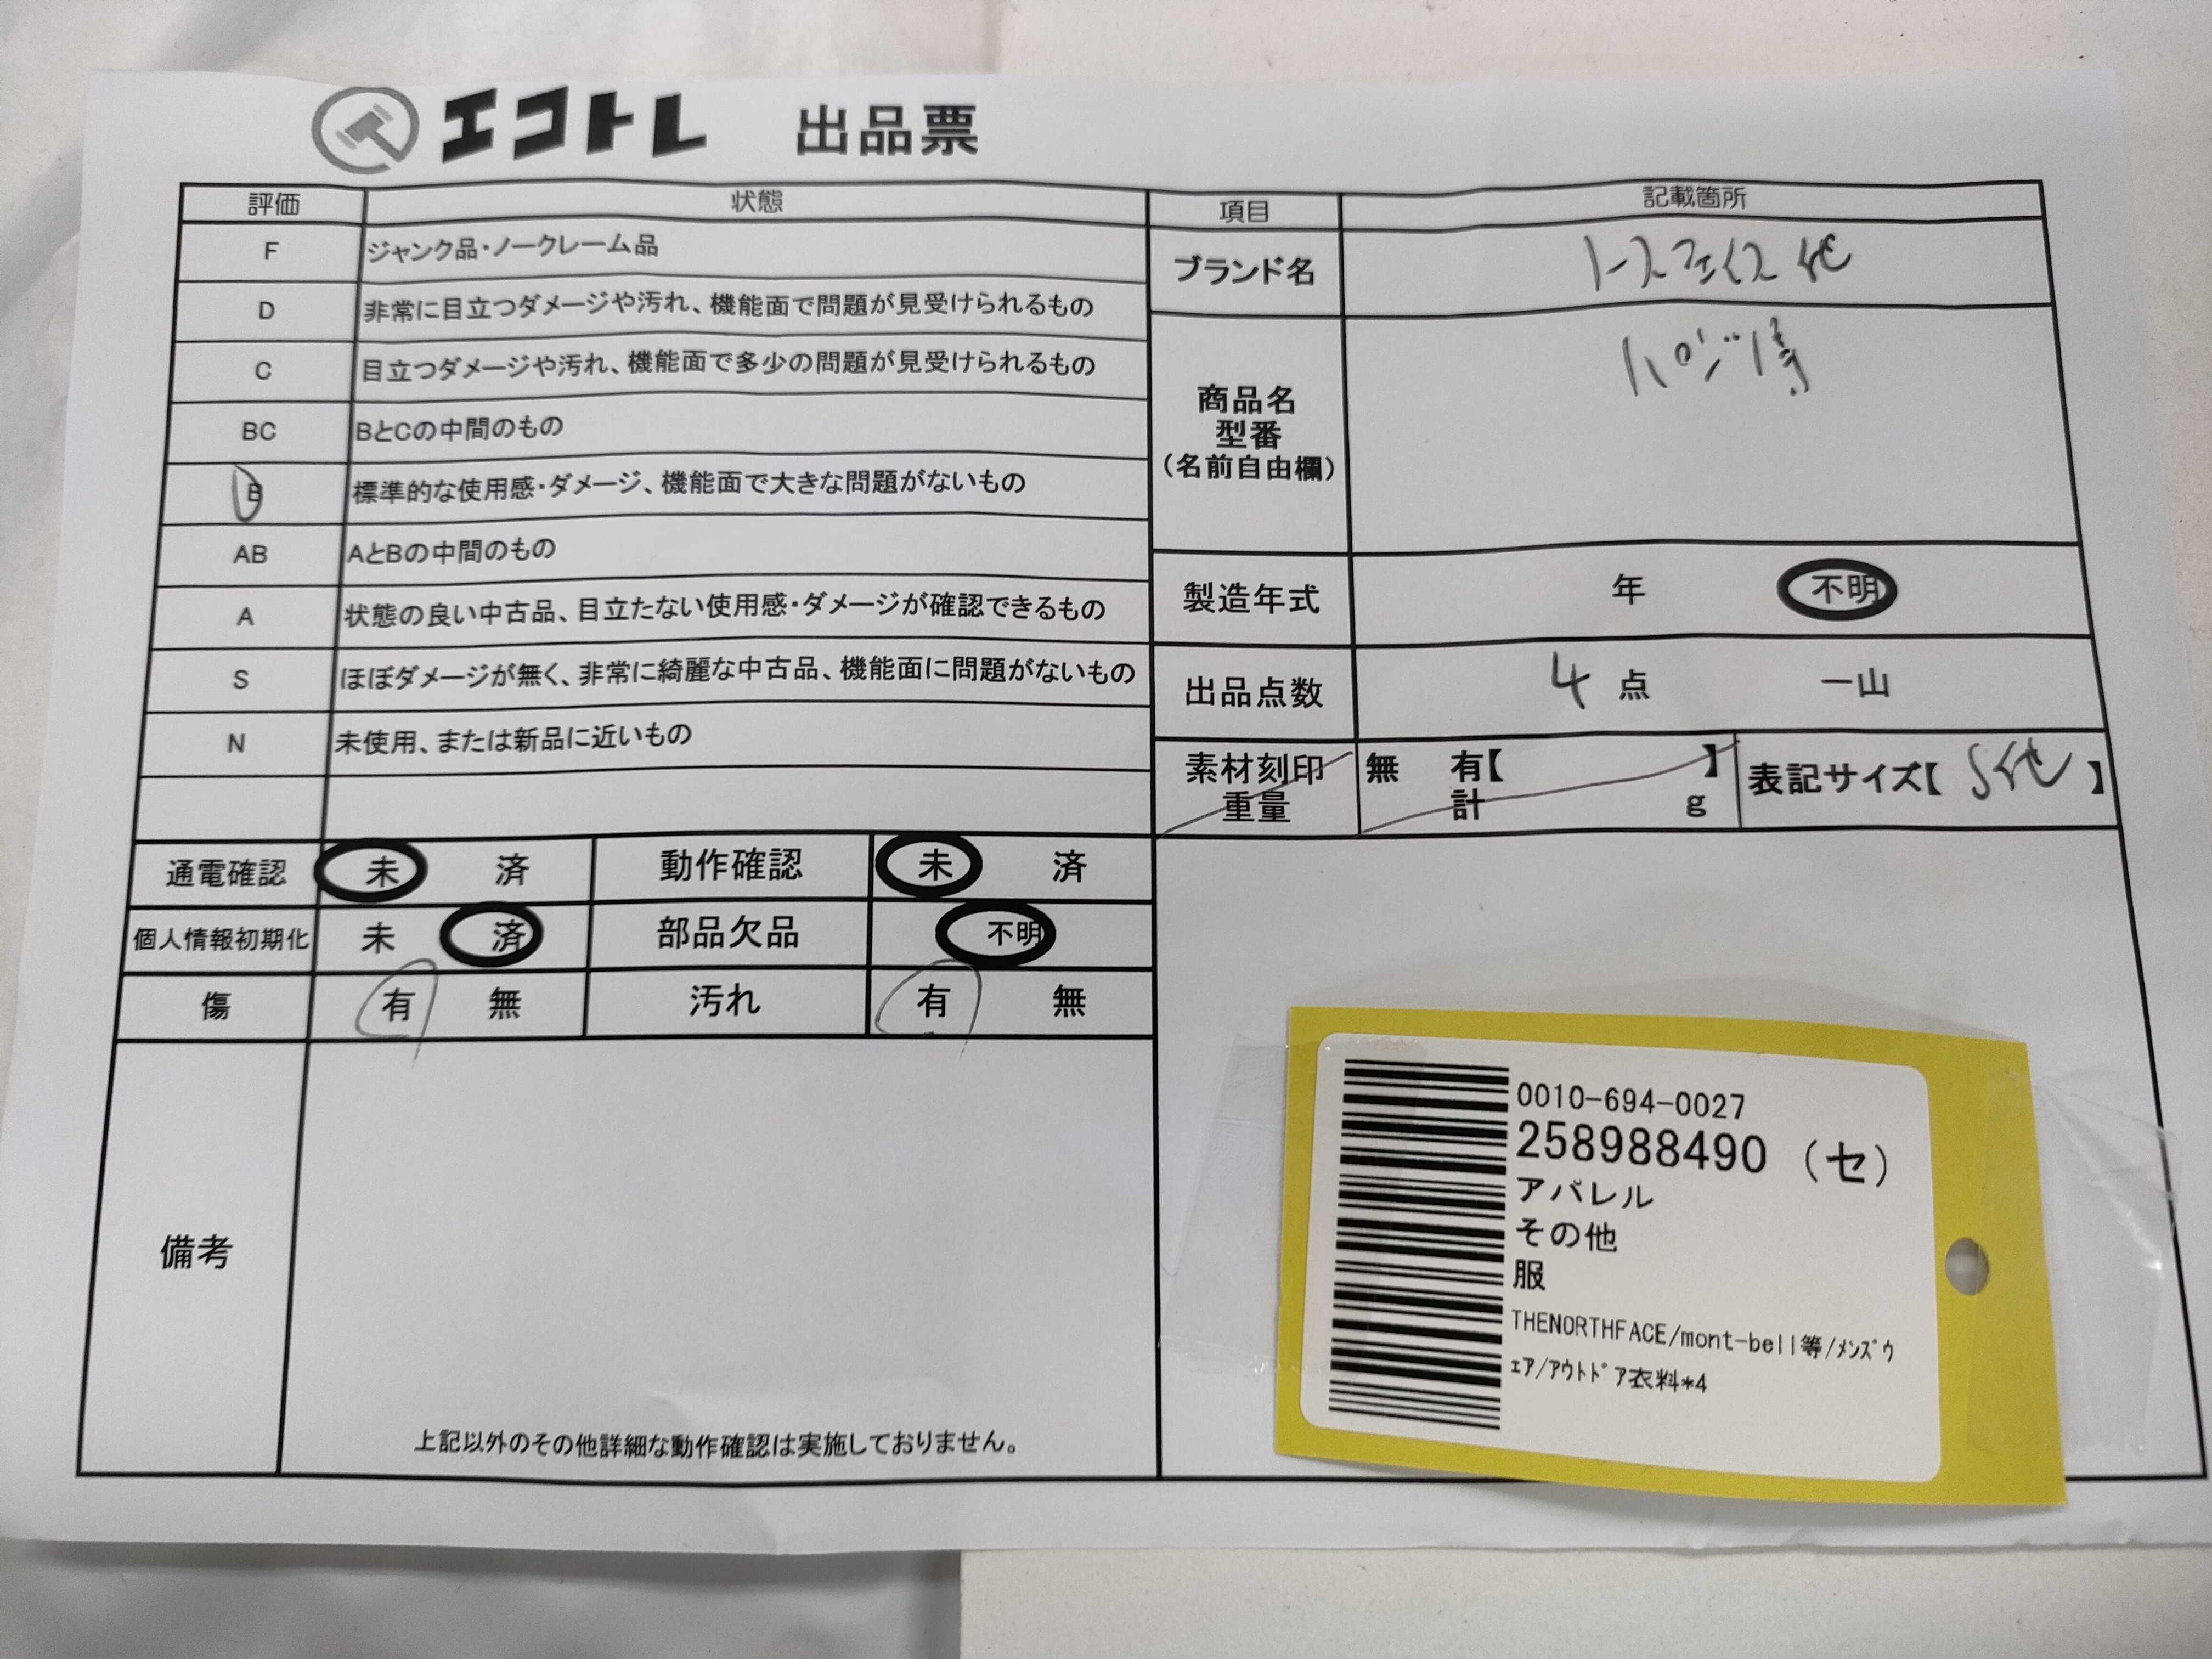 エコトレ 出品票
評価 状態
F ジャンク品・ノークレーム品
D 非常に目立つダメージや汚れ、機能面で問題が見受けられるもの
C 目立つダメージや汚れ、機能面で多少の問題が見受けられるもの
BC BとCの中間のもの
B 標準的な使用感・ダメージ、機能面で大きな問題がないもの
AB AとBの中間のもの
A 状態の良い中古品、目立たない使用感・ダメージが確認できるもの
S ほぼダメージが無く、非常に綺麗な中古品、機能面に問題がないもの
N 未使用、または新品に近いもの
通電確認 未 済 動作確認 未 済
個人情報初期化 未 済 部品欠品 不明
傷 有 無 汚れ 有 無
備考
上記以外のその他詳細な動作確認は実施しておりません。
項目 記載箇所
ブランド名 ノースフェイス 他
商品名
型番
(名前自由欄)
パンツ等
製造年式 年 不明
出品点数 4 点 一山
素材刻印 無 有【 】
重量 計 g
表記サイズ【 S他 】
0010-694-0027
258988490 (セ)
アパレル
その他
服
THENORTHFACE/mont-bell等/ﾒﾝｽﾞｳ
ｪｱ/ｱｳﾄﾄﾞｱ衣料*4